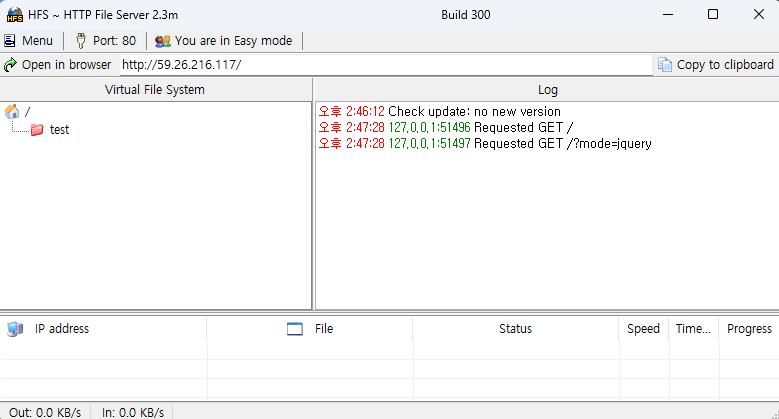 HFS ~ HTTP File Server 2.3m Build 300
Menu Port: 80 You are in Easy mode
Open in browser http://59.26.216.117/ Copy to clipboard
Virtual File System Log
/
test
오후 2:46:12 Check update: no new version
오후 2:47:28 127.0.0.1:51496 Requested GET /
오후 2:47:28 127.0.0.1:51497 Requested GET /?mode=jquery
IP address File Status Speed Time... Progress
Out: 0.0 KB/s In: 0.0 KB/s